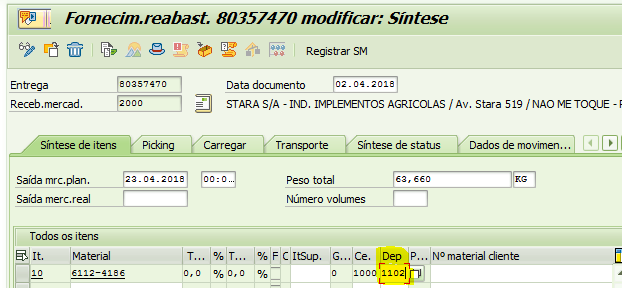 Fornecim.reabast. 80357470 modificar: Síntese
Registrar SM
Entrega 80357470 Data documento 02.04.2018
Receb.mercad. 2000 STARA S/A - IND. IMPLEMENTOS AGRICOLAS / Av. Stara 519 / NAO ME TOQUE -
Síntese de itens Picking Carregar Transporte Síntese de status Dados de movimen...
Saída mrc.plan. 23.04.2018 00:0... Peso total 63,660 KG
Saída merc.real Número volumes
Todos os itens
It. Material T... % T... % F C ItSup. G... Ce. Dep P... Nº material cliente
10 6112-4186 0,0 % 0,0 0 1000 1102